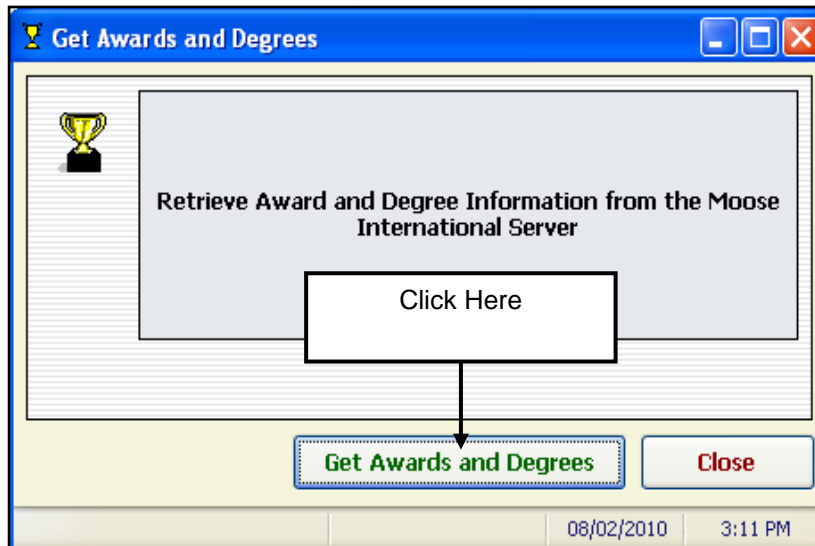 Get Awards and Degrees
Retrieve Award and Degree Information from the Moose
International Server
Click Here
Get Awards and Degrees
Close
08/02/2010
3:11 PM